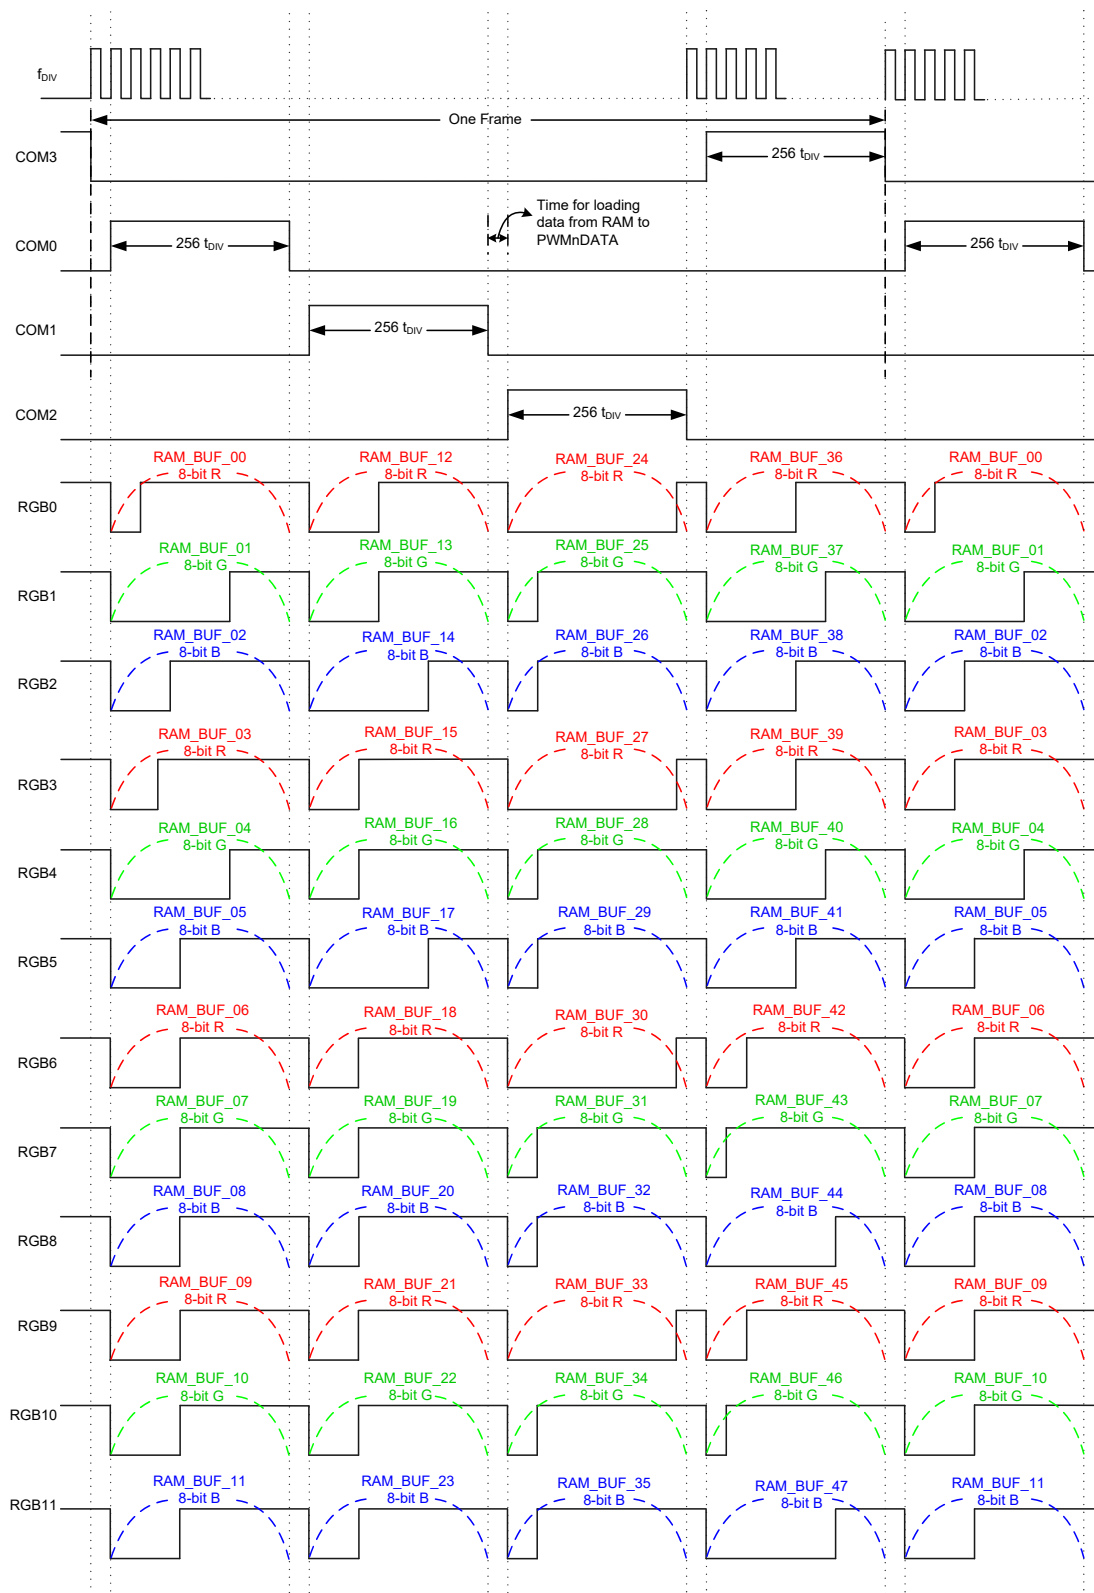 fDIV
One Frame
COM3
256 tDIV
Time for loading
data from RAM to
PWMnDATA
COM0
256 tDIV
256 tDIV
COM1
256 tDIV
COM2
256 tDIV
RAM_BUF_00 RAM_BUF_12 RAM_BUF_24 RAM_BUF_36 RAM_BUF_00
8-bit R 8-bit R 8-bit R 8-bit R 8-bit R
RGB0
RAM_BUF_01 RAM_BUF_13 RAM_BUF_25 RAM_BUF_37 RAM_BUF_01
8-bit G 8-bit G 8-bit G 8-bit G 8-bit G
RGB1
RAM_BUF_02 RAM_BUF_14 RAM_BUF_26 RAM_BUF_38 RAM_BUF_02
8-bit B 8-bit B 8-bit B 8-bit B 8-bit B
RGB2
RAM_BUF_03 RAM_BUF_15 RAM_BUF_27 RAM_BUF_39 RAM_BUF_03
8-bit R 8-bit R 8-bit R 8-bit R 8-bit R
RGB3
RAM_BUF_04 RAM_BUF_16 RAM_BUF_28 RAM_BUF_40 RAM_BUF_04
8-bit G 8-bit G 8-bit G 8-bit G 8-bit G
RGB4
RAM_BUF_05 RAM_BUF_17 RAM_BUF_29 RAM_BUF_41 RAM_BUF_05
8-bit B 8-bit B 8-bit B 8-bit B 8-bit B
RGB5
RAM_BUF_06 RAM_BUF_18 RAM_BUF_30 RAM_BUF_42 RAM_BUF_06
8-bit R 8-bit R 8-bit R 8-bit R 8-bit R
RGB6
RAM_BUF_07 RAM_BUF_19 RAM_BUF_31 RAM_BUF_43 RAM_BUF_07
8-bit G 8-bit G 8-bit G 8-bit G 8-bit G
RGB7
RAM_BUF_08 RAM_BUF_20 RAM_BUF_32 RAM_BUF_44 RAM_BUF_08
8-bit B 8-bit B 8-bit B 8-bit B 8-bit B
RGB8
RAM_BUF_09 RAM_BUF_21 RAM_BUF_33 RAM_BUF_45 RAM_BUF_09
8-bit R 8-bit R 8-bit R 8-bit R 8-bit R
RGB9
RAM_BUF_10 RAM_BUF_22 RAM_BUF_34 RAM_BUF_46 RAM_BUF_10
8-bit G 8-bit G 8-bit G 8-bit G 8-bit G
RGB10
RAM_BUF_11 RAM_BUF_23 RAM_BUF_35 RAM_BUF_47 RAM_BUF_11
8-bit B 8-bit B 8-bit B 8-bit B 8-bit B
RGB11